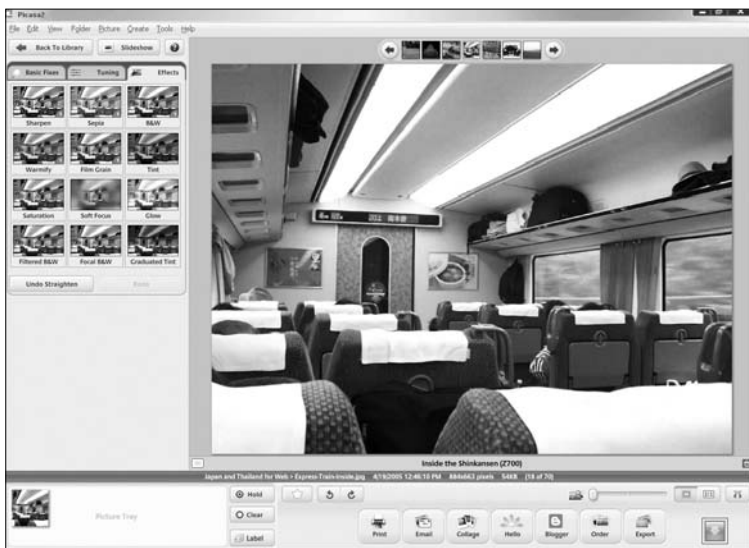 Picasa2
File Edit View Folder Picture Create Tools Help
Back To Library Slideshow
Basic Fixes Tuning Effects
Sharpen Sepia B&W
Warmify Film Grain Tint
Saturation Soft Focus Glow
Filtered B&W Focal B&W Graduated Tint
Undo Straighten Redo
Inside the Shinkansen (Z700)
Japan and Thailand for Web > Express-Train-Inside.jpg 4/19/2005 12:46:10 PM 884x663 pixels 54KB (18 of 70)
Picture Tray
Hold
Clear
Label
Print Email Collage Hello Blogger Order Export